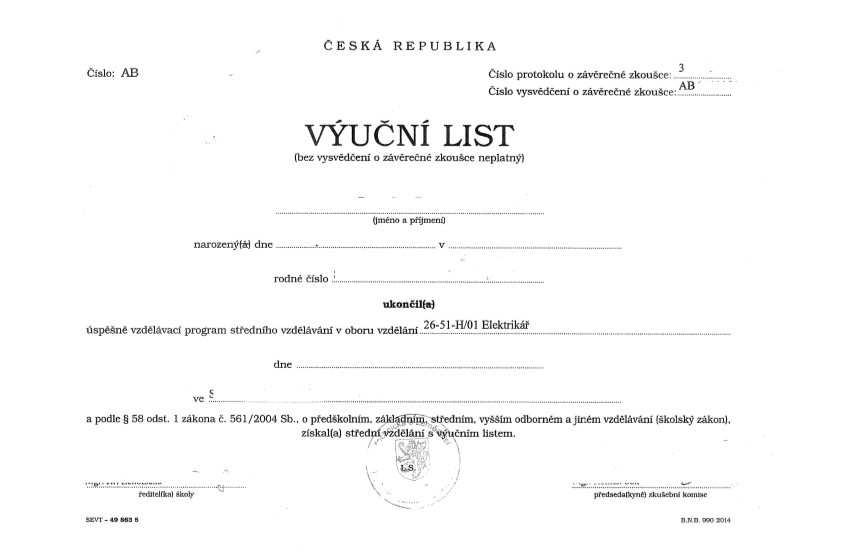 ČESKÁ REPUBLIKA
Číslo: AB
Číslo protokolu o závěrečné zkoušce: 3
Číslo vysvědčení o závěrečné zkoušce: AB
VÝUČNÍ LIST
(bez vysvědčení o závěrečné zkoušce neplatný)
(jméno a příjmení)
narozený(á) dne v
rodné číslo
ukončil(a)
úspěšně vzdělávací program středního vzdělávání v oboru vzdělání 26-51-H/01 Elektrikář
dne
ve S
a podle § 58 odst. 1 zákona č. 561/2004 Sb., o předškolním, základním, středním, vyšším odborném a jiném vzdělávání (školský zákon),
získal(a) střední vzdělání s výučním listem.
L.S.
ředitel(ka) školy
předseda(kyně) zkušební komise
SEVT – 49 863 5
B.N.B. 990 2014